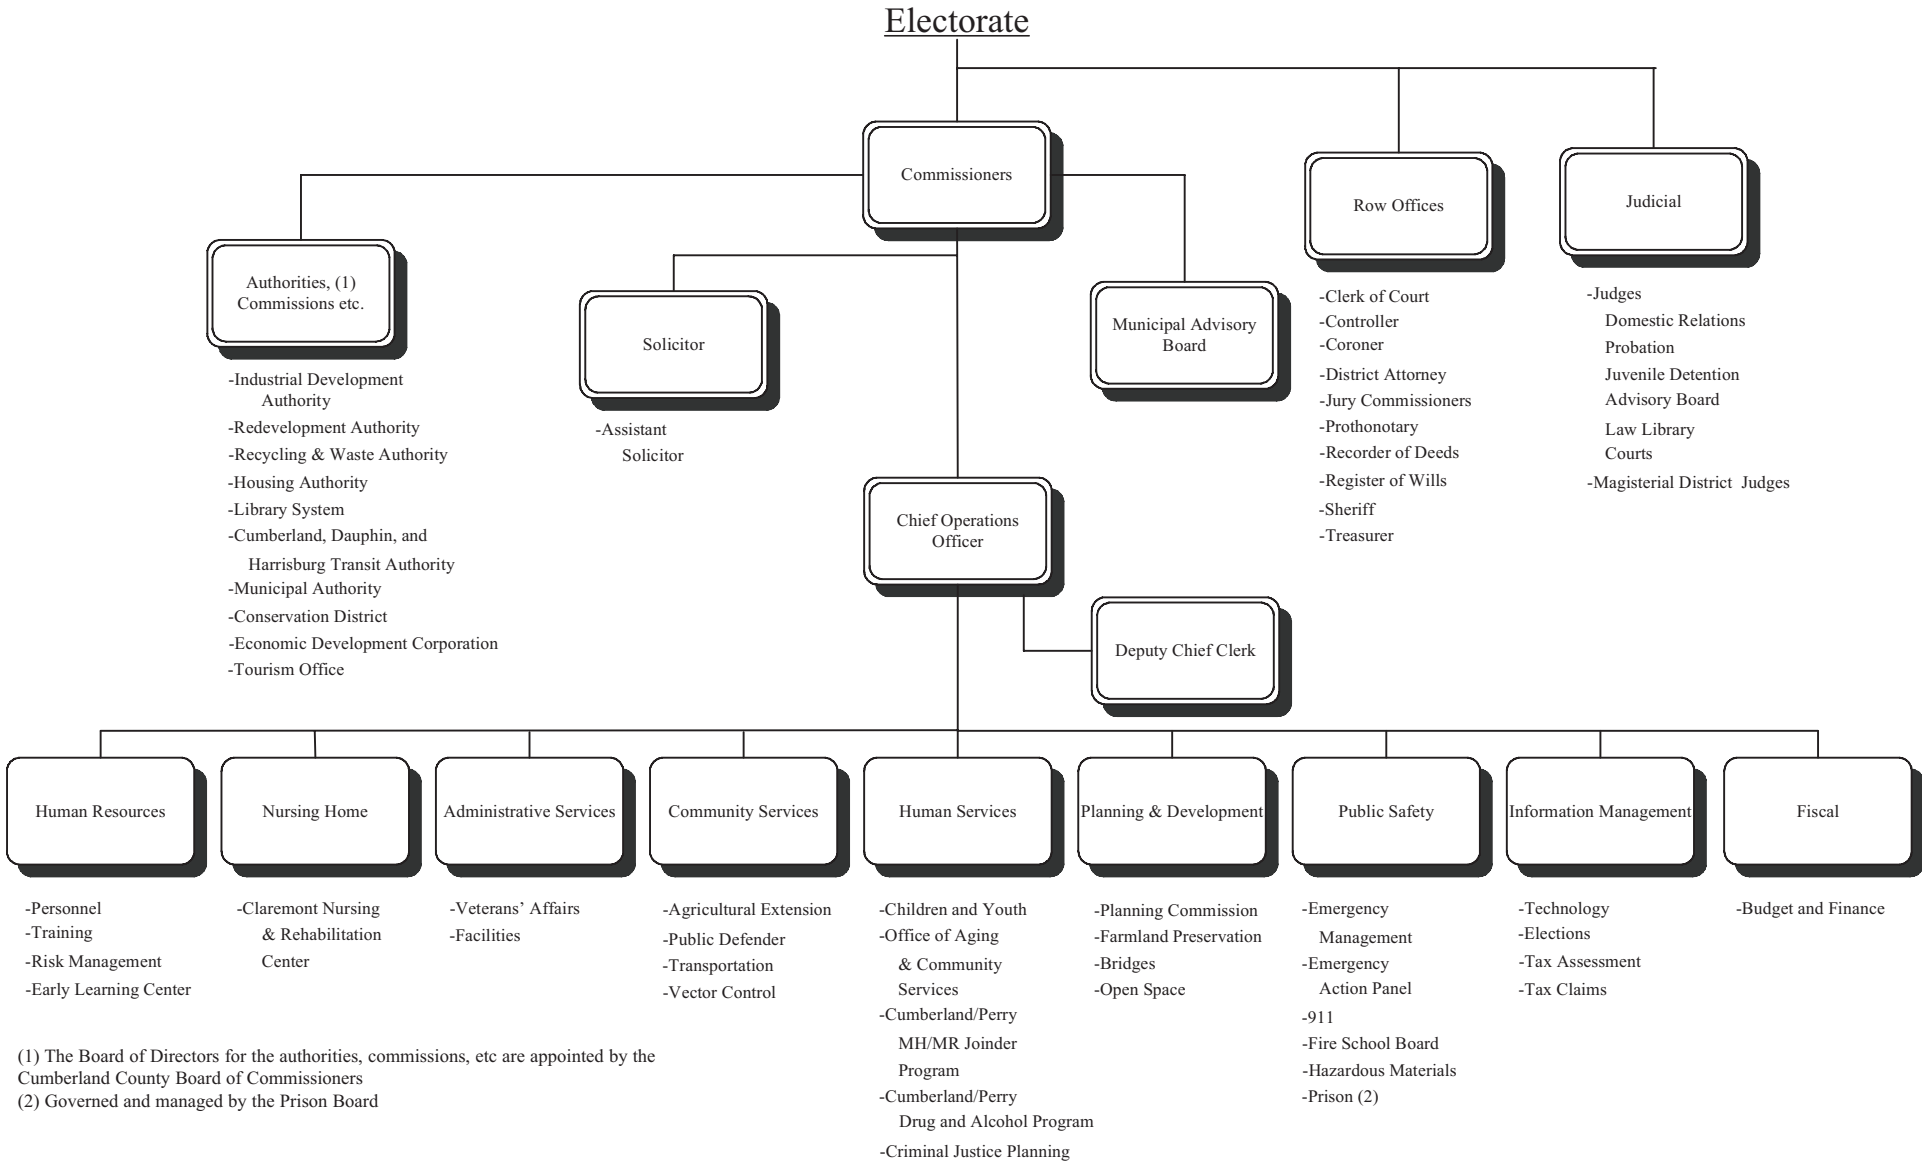 Electorate
Commissioners
Row Offices
Judicial
Authorities, (1)
Commissions etc.
Solicitor
Municipal Advisory
Board
-Industrial Development
Authority
-Redevelopment Authority
-Recycling & Waste Authority
-Housing Authority
-Library System
-Cumberland, Dauphin, and
Harrisburg Transit Authority
-Municipal Authority
-Conservation District
-Economic Development Corporation
-Tourism Office
-Assistant
Solicitor
-Clerk of Court
-Controller
-Coroner
-District Attorney
-Jury Commissioners
-Prothonotary
-Recorder of Deeds
-Register of Wills
-Sheriff
-Treasurer
-Judges
Domestic Relations
Probation
Juvenile Detention
Advisory Board
Law Library
Courts
-Magisterial District Judges
Chief Operations
Officer
Deputy Chief Clerk
Human Resources
-Personnel
-Training
-Risk Management
-Early Learning Center
Nursing Home
-Claremont Nursing
& Rehabilitation
Center
Administrative Services
-Veterans’ Affairs
-Facilities
Community Services
-Agricultural Extension
-Public Defender
-Transportation
-Vector Control
Human Services
-Children and Youth
-Office of Aging
& Community
Services
-Cumberland/Perry
MH/MR Joinder
Program
-Cumberland/Perry
Drug and Alcohol Program
-Criminal Justice Planning
Planning & Development
-Planning Commission
-Farmland Preservation
-Bridges
-Open Space
Public Safety
-Emergency
Management
-Emergency
Action Panel
-911
-Fire School Board
-Hazardous Materials
-Prison (2)
Information Management
-Technology
-Elections
-Tax Assessment
-Tax Claims
Fiscal
-Budget and Finance
(1) The Board of Directors for the authorities, commissions, etc are appointed by the
Cumberland County Board of Commissioners
(2) Governed and managed by the Prison Board